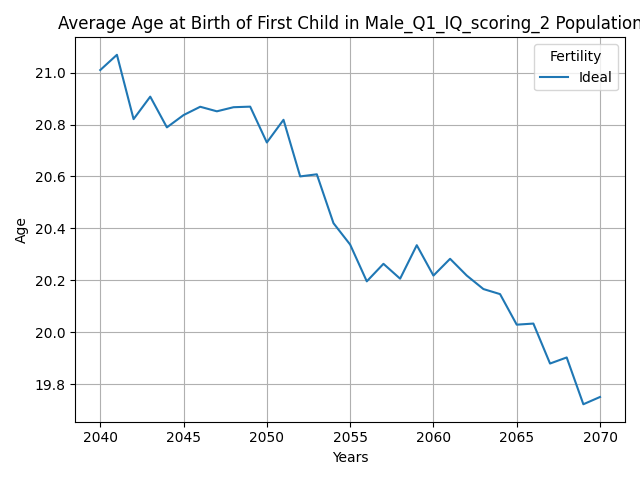 Average Age at Birth of First Child in Male_Q1_IQ_scoring_2 Population
Fertility
Ideal
21.0
20.8
20.6
20.4
20.2
20.0
19.8
Age
2040 2045 2050 2055 2060 2065 2070
Years